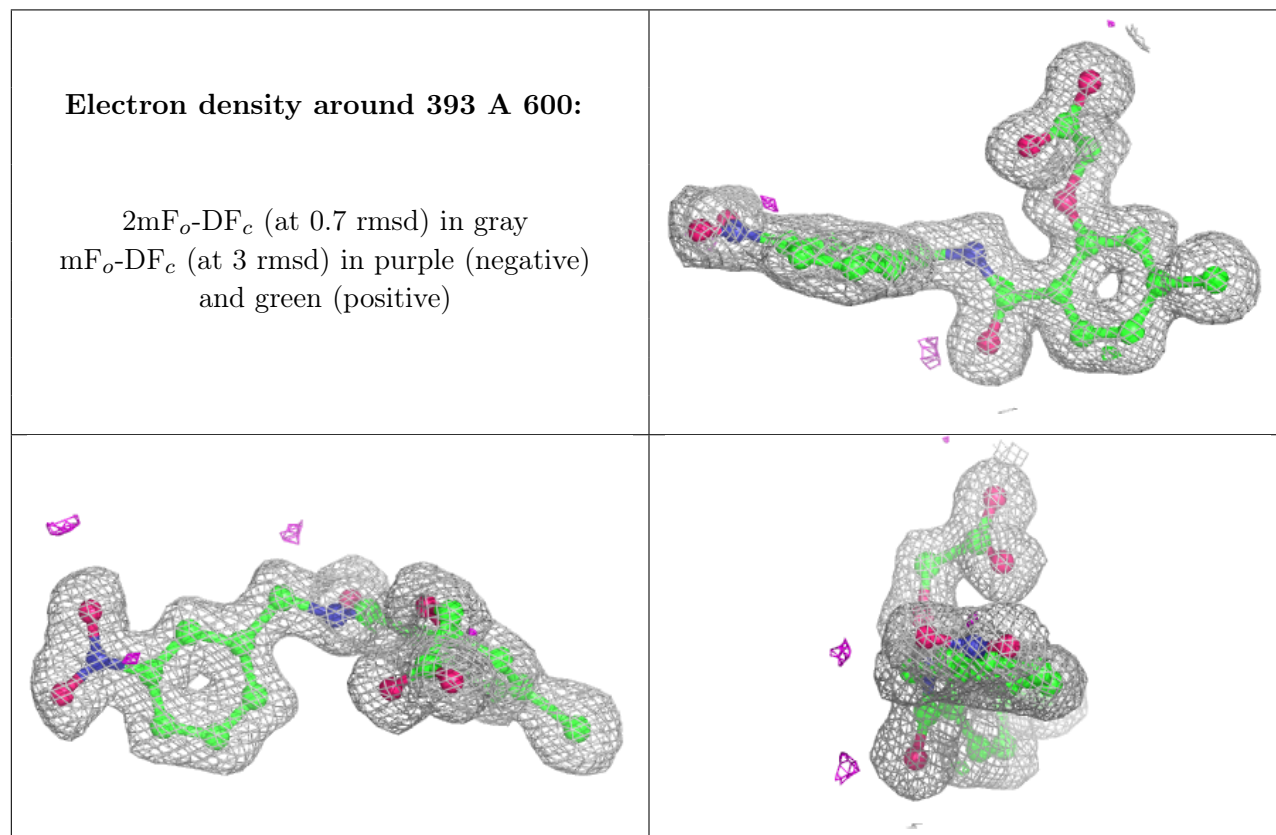 Electron density around 393 A 600:
2mFₒ-DF𝒸 (at 0.7 rmsd) in gray
mFₒ-DF𝒸 (at 3 rmsd) in purple (negative)
and green (positive)